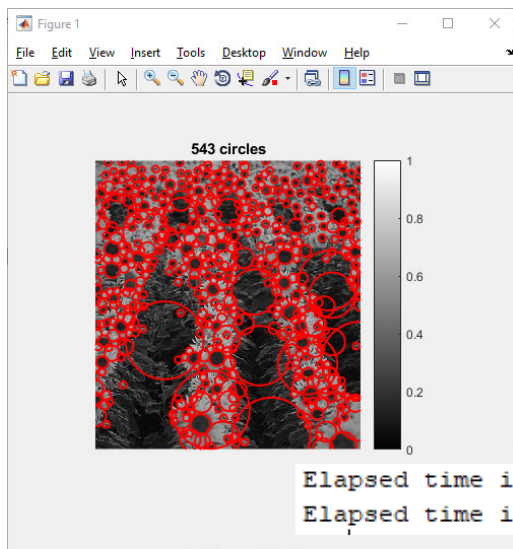 Figure 1
File Edit View Insert Tools Desktop Window Help
543 circles
1
0.8
0.6
0.4
0.2
0
Elapsed time i
Elapsed time i